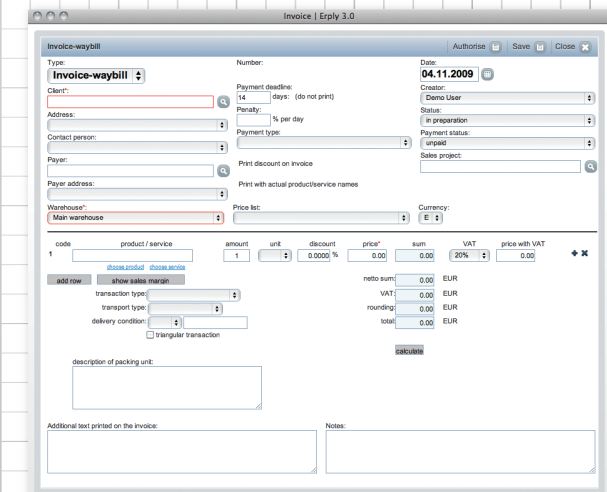 Invoice | Erply 3.0
Invoice-waybill
Authorise Save Close
Type: Number: Date:
Invoice-waybill 04.11.2009
Client*: Payment deadline: Creator:
14 days: (do not print) Demo User
Address: Penalty: Status:
% per day in preparation
Contact person: Payment type: Payment status:
unpaid
Payer: Print discount on invoice Sales project:
Payer address: Print with actual product/service names
Warehouse*: Price list: Currency:
Main warehouse E
code product / service amount unit discount price* sum VAT price with VAT
1 1 0.0000 % 0.00 0.00 20% 0.00
choose product choose service
add row show sales margin netto sum: 0.00 EUR
transaction type: VAT: 0.00 EUR
transport type: rounding: 0.00 EUR
delivery condition: total: 0.00 EUR
triangular transaction
calculate
description of packing unit:
Additional text printed on the invoice: Notes: